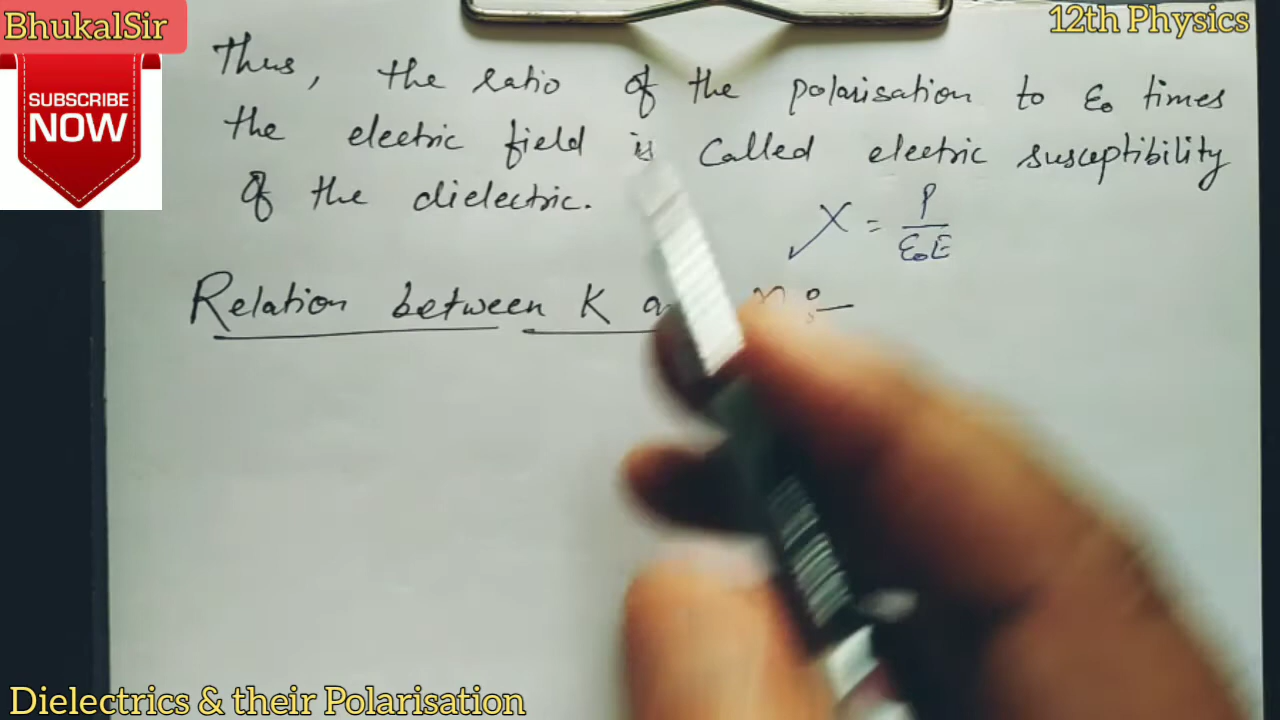 BhukalSir
12th Physics
SUBSCRIBE
NOW
Thus, the ratio of the polarisation to ε₀ times
the electric field is called electric susceptibility
of the dielectric.
χ = P / ε₀E
Relation between K
Dielectrics & their Polarisation